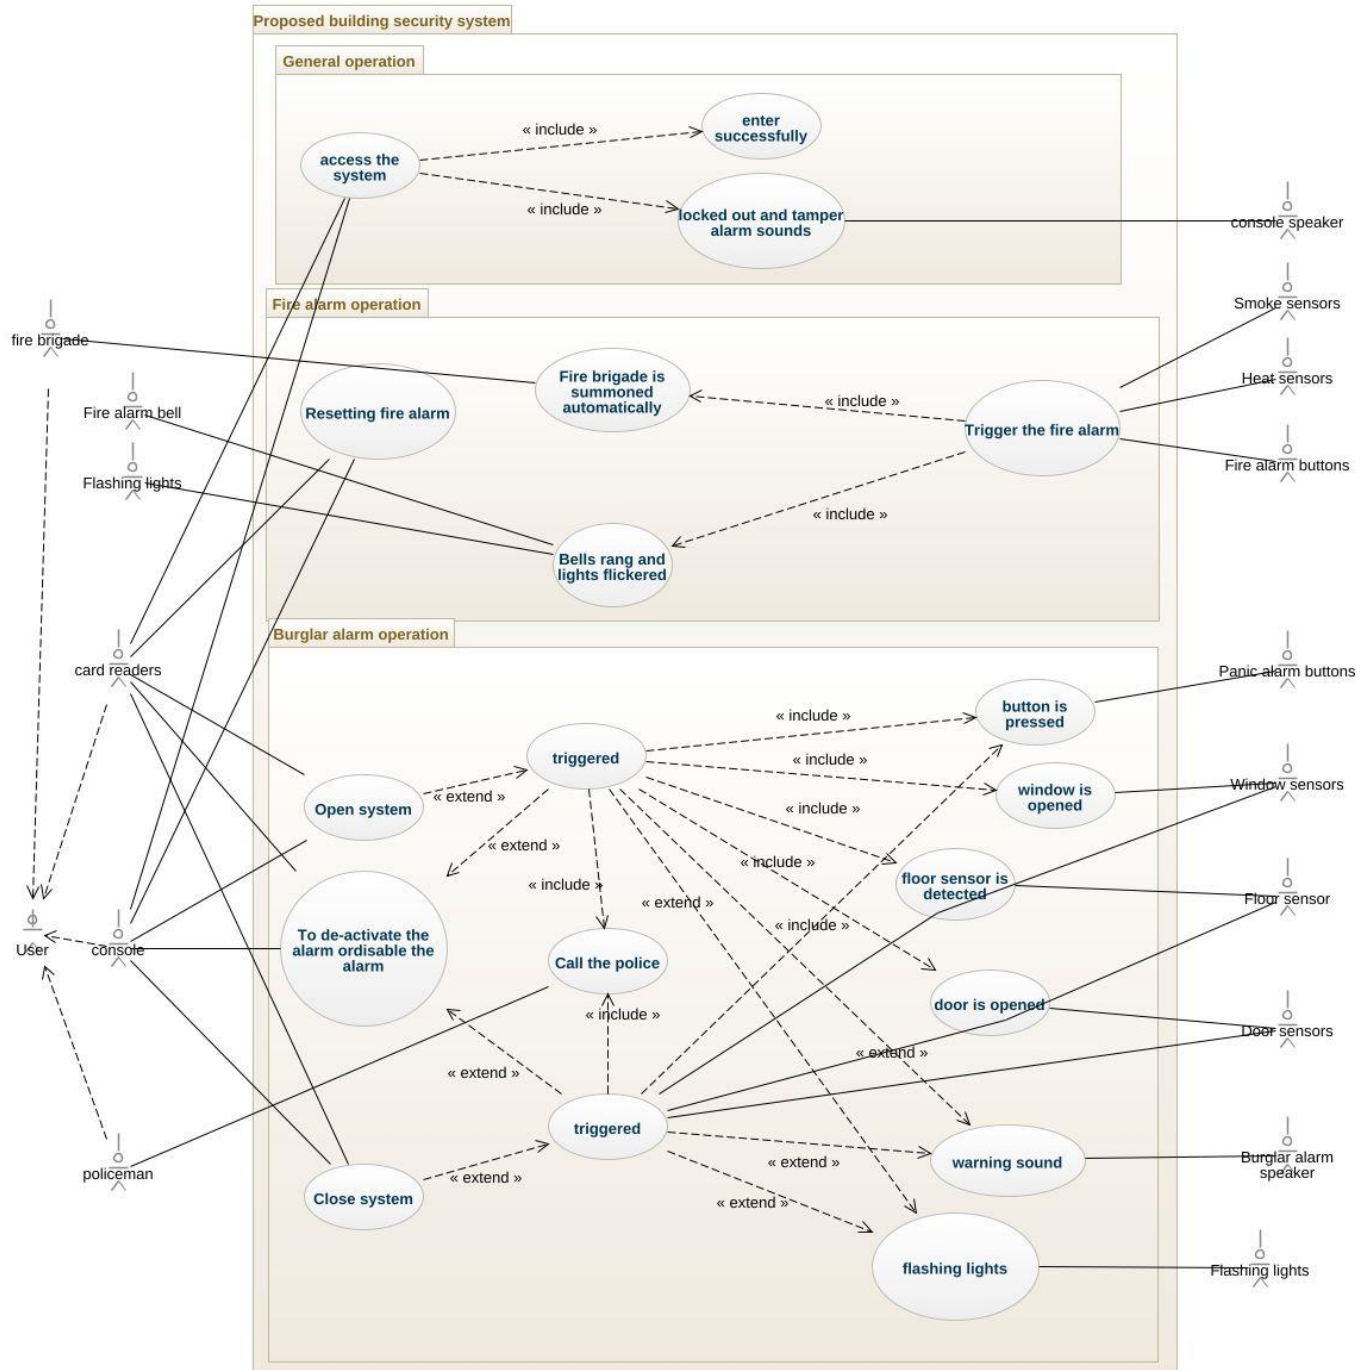 Proposed building security system
General operation
enter
successfully
« include »
access the
system
« include »
locked out and tamper
alarm sounds
console speaker
Fire alarm operation
Smoke sensors
fire brigade
Fire brigade is
summoned
automatically
Heat sensors
Fire alarm bell
Resetting fire alarm
« include »
Trigger the fire alarm
Fire alarm buttons
Flashing lights
« include »
Bells rang and
lights flickered
Burglar alarm operation
card readers
Panic alarm buttons
button is
pressed
« include »
triggered
« include »
Window sensors
window is
opened
« extend »
Open system
« include »
« extend »
« include »
floor sensor is
detected
« include »
« extend »
Floor sensor
« include »
User
console
To de-activate the
alarm ordisable the
alarm
Call the police
door is opened
« include »
Door sensors
« extend »
« extend »
triggered
policeman
« extend »
warning sound
Burglar alarm
speaker
« extend »
Close system
« extend »
flashing lights
Flashing lights